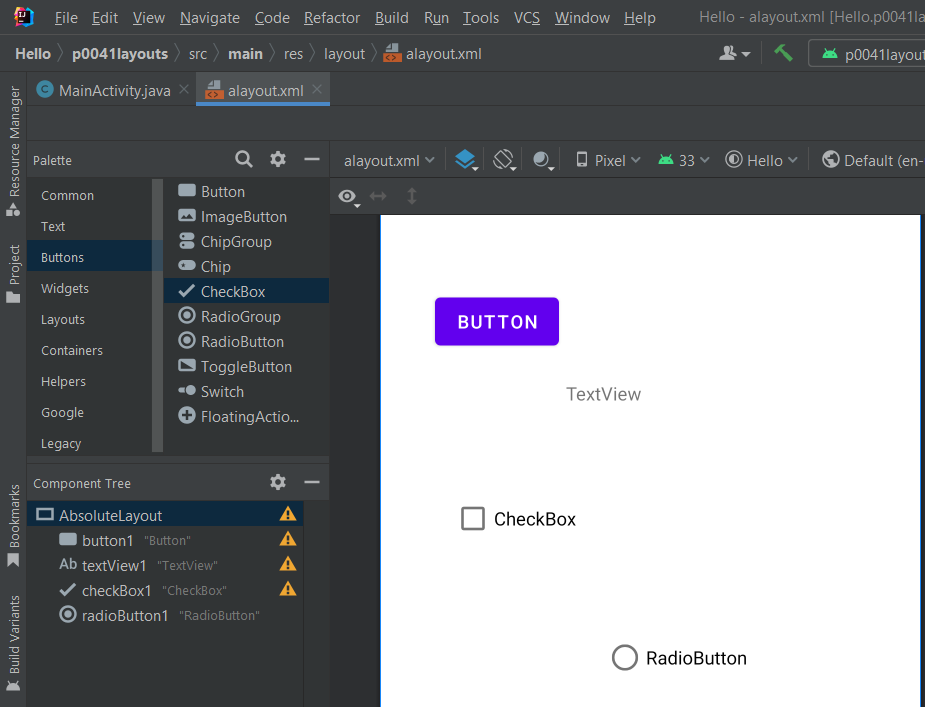 File Edit View Navigate Code Refactor Build Run Tools VCS Window Help Hello - alayout.xml [Hello.p0041la
Hello p0041layouts src main res layout alayout.xml p0041layout
MainActivity.java alayout.xml
Resource Manager
Project
Bookmarks
Build Variants
Palette
Common
Text
Buttons
Widgets
Layouts
Containers
Helpers
Google
Legacy
Button
ImageButton
ChipGroup
Chip
CheckBox
RadioGroup
RadioButton
ToggleButton
Switch
FloatingActio...
Component Tree
AbsoluteLayout
button1 "Button"
Ab textView1 "TextView"
checkBox1 "CheckBox"
radioButton1 "RadioButton"
alayout.xml Pixel 33 Hello Default (en-
BUTTON
TextView
CheckBox
RadioButton